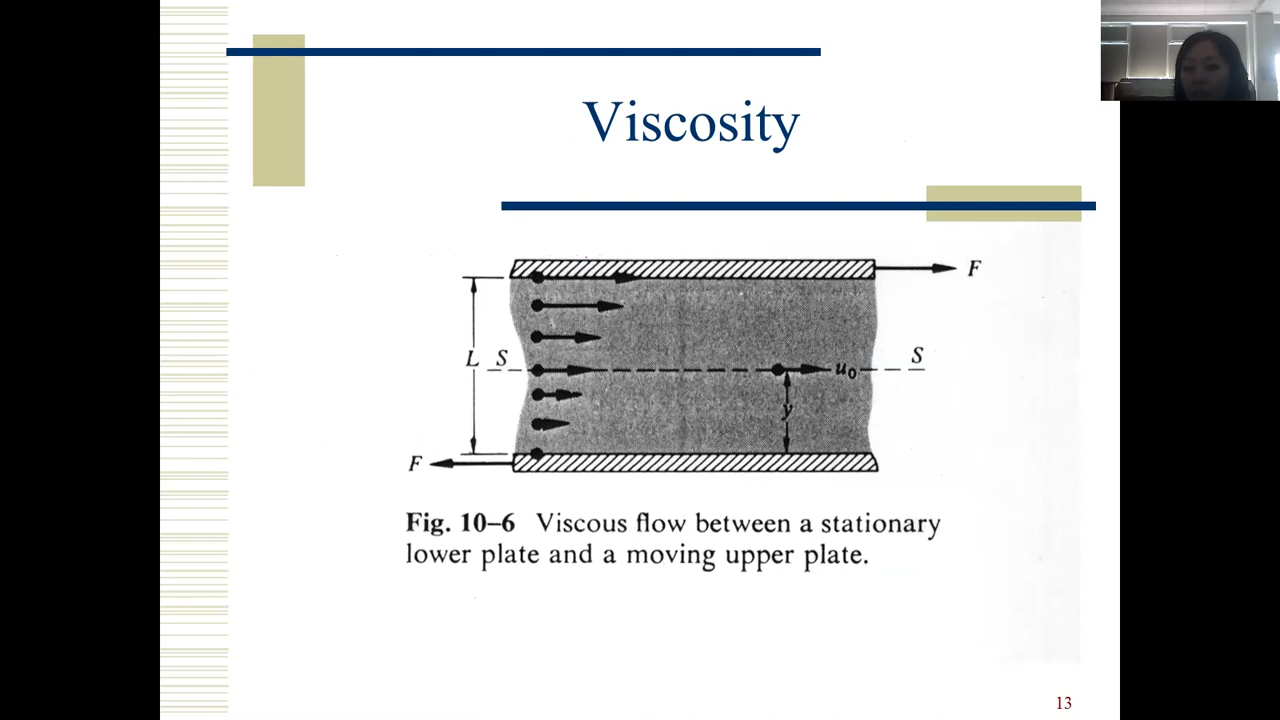 Viscosity
F
L
S
S
u₀
y
F
Fig. 10–6 Viscous flow between a stationary
lower plate and a moving upper plate.
13